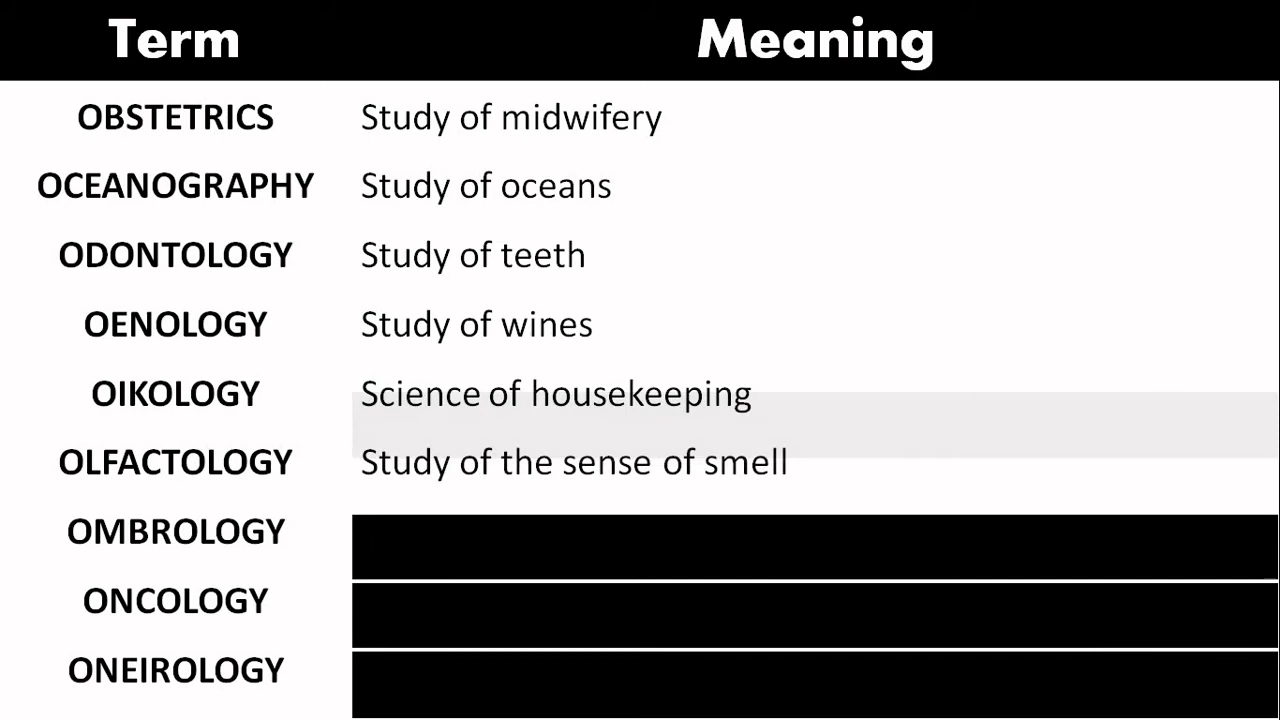 Term Meaning
OBSTETRICS Study of midwifery
OCEANOGRAPHY Study of oceans
ODONTOLOGY Study of teeth
OENOLOGY Study of wines
OIKOLOGY Science of housekeeping
OLFACTOLOGY Study of the sense of smell
OMBROLOGY
ONCOLOGY
ONEIROLOGY